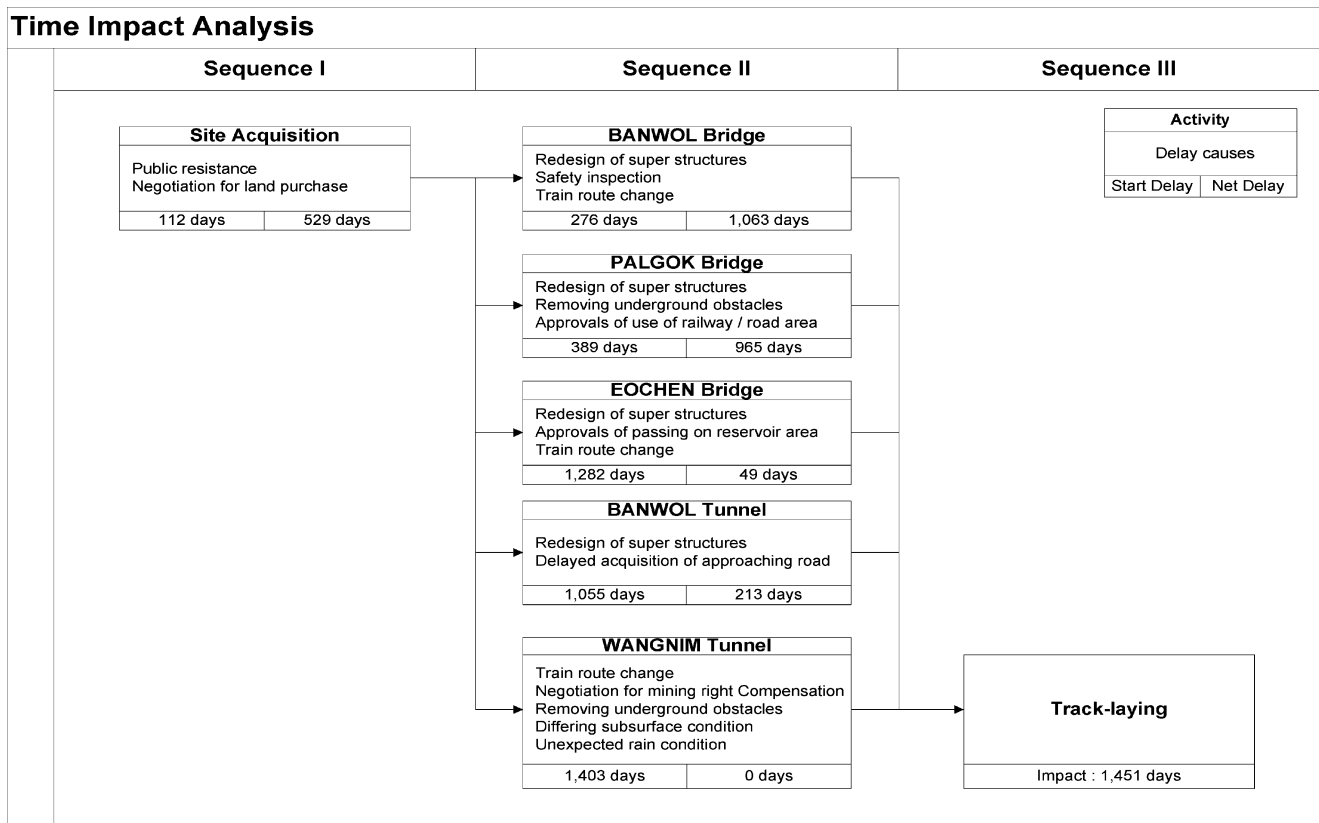 Time Impact Analysis
Sequence I
Sequence II
Sequence III
Site Acquisition
Public resistance
Negotiation for land purchase
112 days
529 days
BANWOL Bridge
Redesign of super structures
Safety inspection
Train route change
276 days
1,063 days
PALGOK Bridge
Redesign of super structures
Removing underground obstacles
Approvals of use of railway / road area
389 days
965 days
EOCHEN Bridge
Redesign of super structures
Approvals of passing on reservoir area
Train route change
1,282 days
49 days
BANWOL Tunnel
Redesign of super structures
Delayed acquisition of approaching road
1,055 days
213 days
WANGNIM Tunnel
Train route change
Negotiation for mining right Compensation
Removing underground obstacles
Differing subsurface condition
Unexpected rain condition
1,403 days
0 days
Activity
Delay causes
Start Delay
Net Delay
Track-laying
Impact : 1,451 days